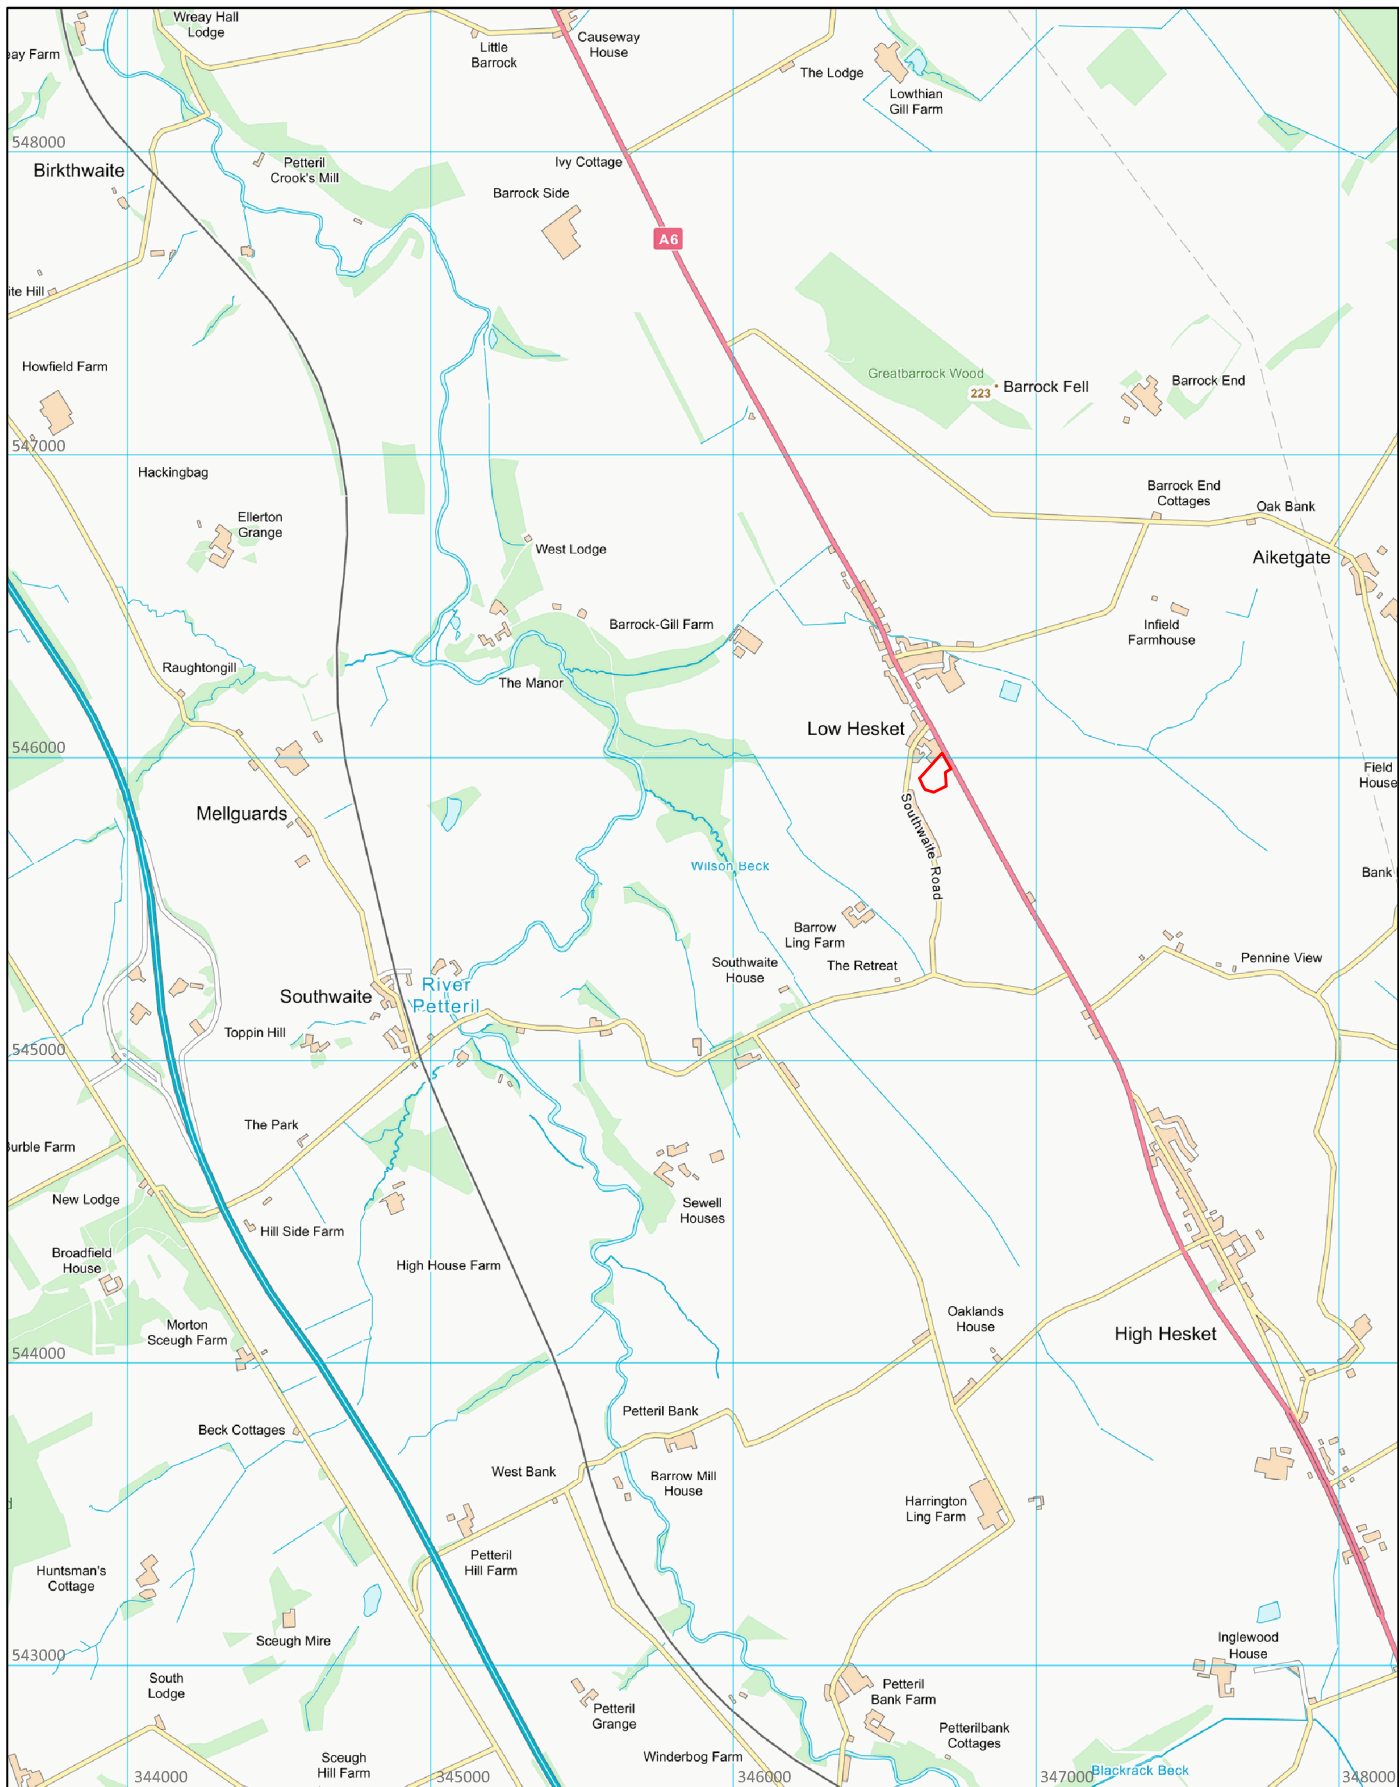 Wreay Hall
Lodge
Little
Barrock
Causeway
House
eay Farm
The Lodge
Lowthian
Gill Farm
548000
Birkthwaite
Petteril
Crook's Mill
Ivy Cottage
Barrock Side
A6
ite Hill
Howfield Farm
Greatbarrock Wood
223
Barrock Fell
Barrock End
547000
Hackingbag
Barrock End
Cottages
Oak Bank
Ellerton
Grange
West Lodge
Aiketgate
Barrock-Gill Farm
Infield
Farmhouse
Raughtongill
The Manor
Low Hesket
546000
Field
House
Mellguards
Southwaite Road
Wilson Beck
Bank
Barrow
Ling Farm
Southwaite
House
The Retreat
Pennine View
Southwaite
River
Petteril
Toppin Hill
545000
The Park
Burble Farm
New Lodge
Sewell
Houses
Hill Side Farm
Broadfield
House
High House Farm
Morton
Sceugh Farm
Oaklands
House
High Hesket
544000
Beck Cottages
Petteril Bank
West Bank
Barrow Mill
House
Harrington
Ling Farm
Petteril
Hill Farm
Huntsman's
Cottage
Sceugh Mire
Inglewood
House
543000
South
Lodge
Petteril
Grange
Petteril
Bank Farm
Petterilbank
Cottages
Sceugh
Hill Farm
Winderbog Farm
Blackrack Beck
344000
345000
346000
347000
348000